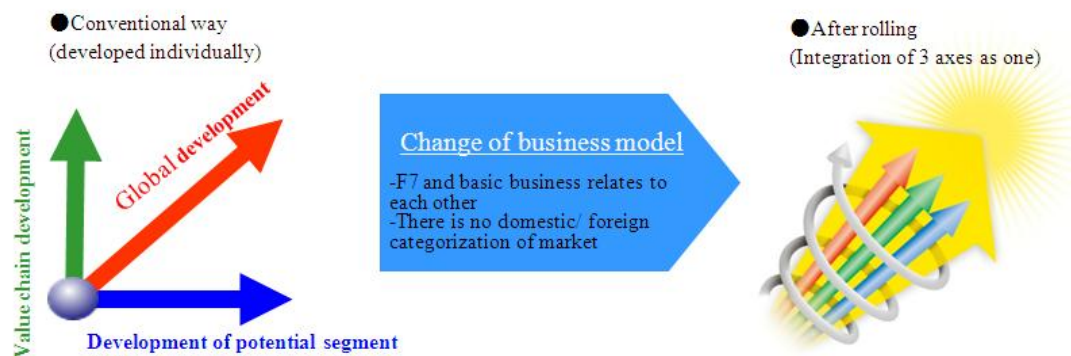 ●Conventional way
(developed individually)
Value chain development
Global development
Development of potential segment
Change of business model
-F7 and basic business relates to
each other
-There is no domestic/ foreign
categorization of market
●After rolling
(Integration of 3 axes as one)